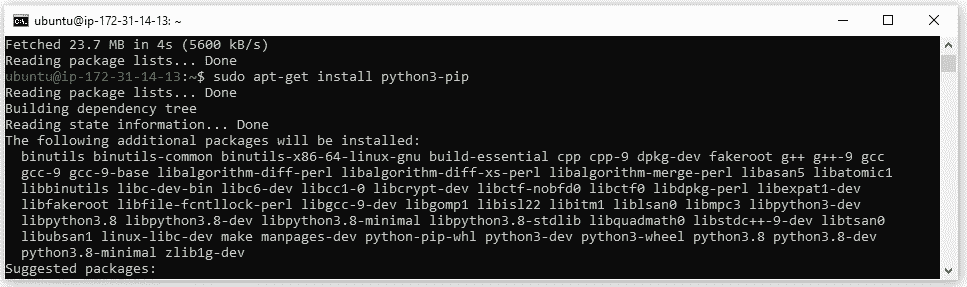 ubuntu@ip-172-31-14-13: ~
Fetched 23.7 MB in 4s (5600 kB/s)
Reading package lists... Done
ubuntu@ip-172-31-14-13:~$ sudo apt-get install python3-pip
Reading package lists... Done
Building dependency tree
Reading state information... Done
The following additional packages will be installed:
  binutils binutils-common binutils-x86-64-linux-gnu build-essential cpp cpp-9 dpkg-dev fakeroot g++ g++-9 gcc
  gcc-9 gcc-9-base libalgorithm-diff-perl libalgorithm-diff-xs-perl libalgorithm-merge-perl libasan5 libatomic1
  libbinutils libc-dev-bin libc6-dev libcc1-0 libcrypt-dev libctf-nobfd0 libctf0 libdpkg-perl libexpat1-dev
  libfakeroot libfile-fcntllock-perl libgcc-9-dev libgomp1 libisl22 libitm1 liblsan0 libmpc3 libpython3-dev
  libpython3.8 libpython3.8-dev libpython3.8-minimal libpython3.8-stdlib libquadmath0 libstdc++-9-dev libtsan0
  libubsan1 linux-libc-dev make manpages-dev python-pip-whl python3-dev python3-wheel python3.8 python3.8-dev
  python3.8-minimal zlib1g-dev
Suggested packages: